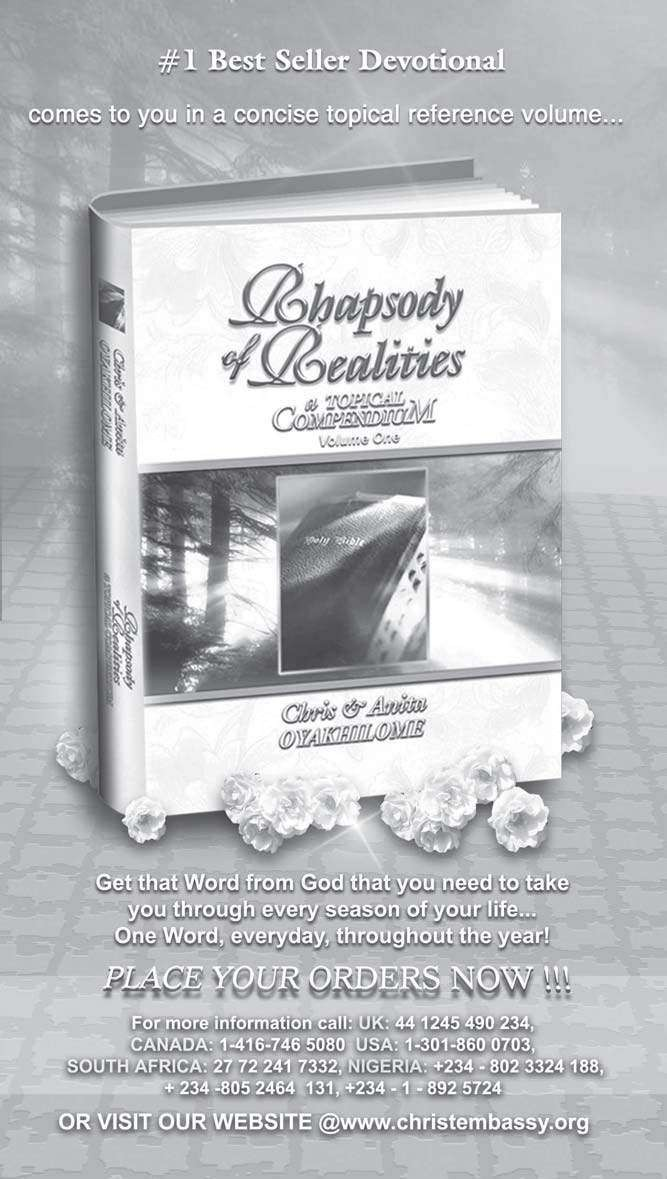 #1 Best Seller Devotional
comes to you in a concise topical reference volume...
Rhapsody
of Realities
a TOPICAL
COMPENDIUM
Volume One
Holy Bible
Chris & Anita
OYAKHILOME
Rhapsody
of Realities
a TOPICAL COMPENDIUM
Chris & Anita
OYAKHILOME
Get that Word from God that you need to take
you through every season of your life...
One Word, everyday, throughout the year!
PLACE YOUR ORDERS NOW !!!
For more information call: UK: 44 1245 490 234,
CANADA: 1-416-746 5080 USA: 1-301-860 0703,
SOUTH AFRICA: 27 72 241 7332, NIGERIA: +234 - 802 3324 188,
+ 234 -805 2464 131, +234 - 1 - 892 5724
OR VISIT OUR WEBSITE @www.christembassy.org